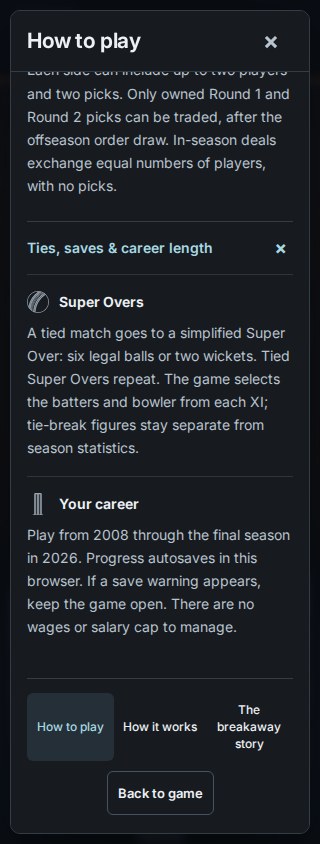 How to play
Each side can include up to two players
and two picks. Only owned Round 1 and
Round 2 picks can be traded, after the
offseason order draw. In-season deals
exchange equal numbers of players,
with no picks.
Ties, saves & career length
Super Overs
A tied match goes to a simplified Super
Over: six legal balls or two wickets. Tied
Super Overs repeat. The game selects
the batters and bowler from each XI;
tie-break figures stay separate from
season statistics.
Your career
Play from 2008 through the final season
in 2026. Progress autosaves in this
browser. If a save warning appears,
keep the game open. There are no
wages or salary cap to manage.
How to play
How it works
The
breakaway
story
Back to game